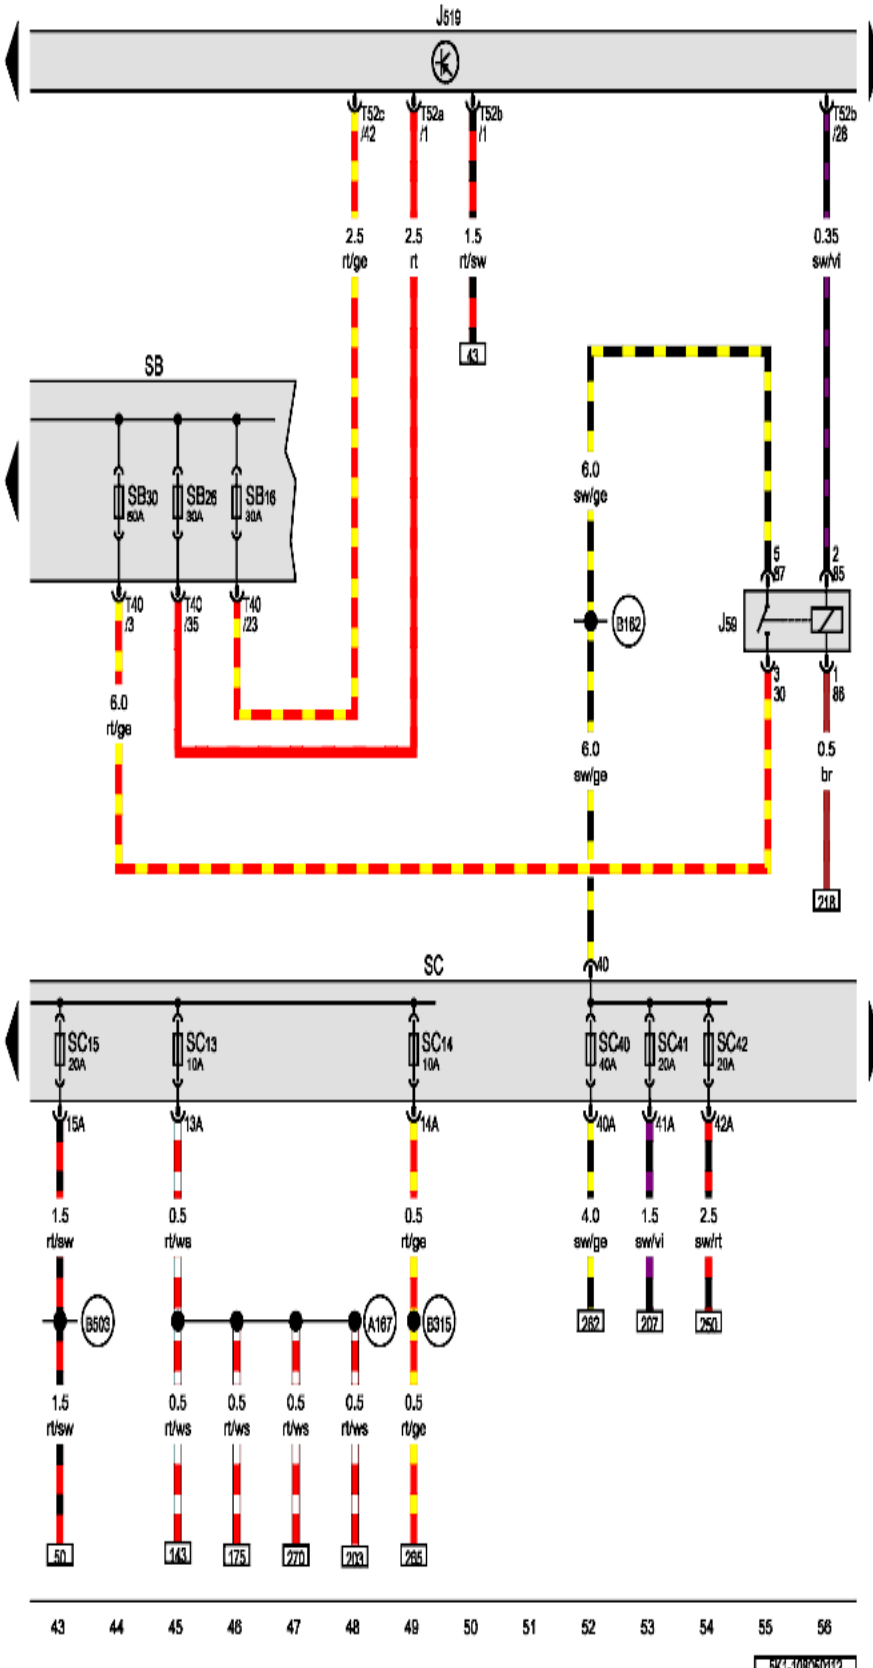 J519
T52c
/42
T52a
/1
T52b
/1
T52b
/26
2.5
rt/ge
2.5
rt
1.5
rt/sw
0.35
sw/vi
43
SB
6.0
sw/ge
SB30
SB26
30A
SB16
30A
5
87
2
85
T40
/3
T40
/35
T40
/23
B162
J59
3
30
1
86
6.0
rt/ge
6.0
sw/ge
0.5
br
218
SC
40
SC15
20A
SC13
10A
SC14
10A
SC40
40A
SC41
20A
SC42
20A
15A
13A
14A
40A
41A
42A
1.5
rt/sw
0.5
rt/ws
0.5
rt/ge
4.0
sw/ge
1.5
sw/vi
2.5
sw/rt
B503
A167
B315
262
207
250
1.5
rt/sw
0.5
rt/ws
0.5
rt/ws
0.5
rt/ws
0.5
rt/ws
0.5
rt/ge
50
143
175
270
203
265
43 44 45 46 47 48 49 50 51 52 53 54 55 56